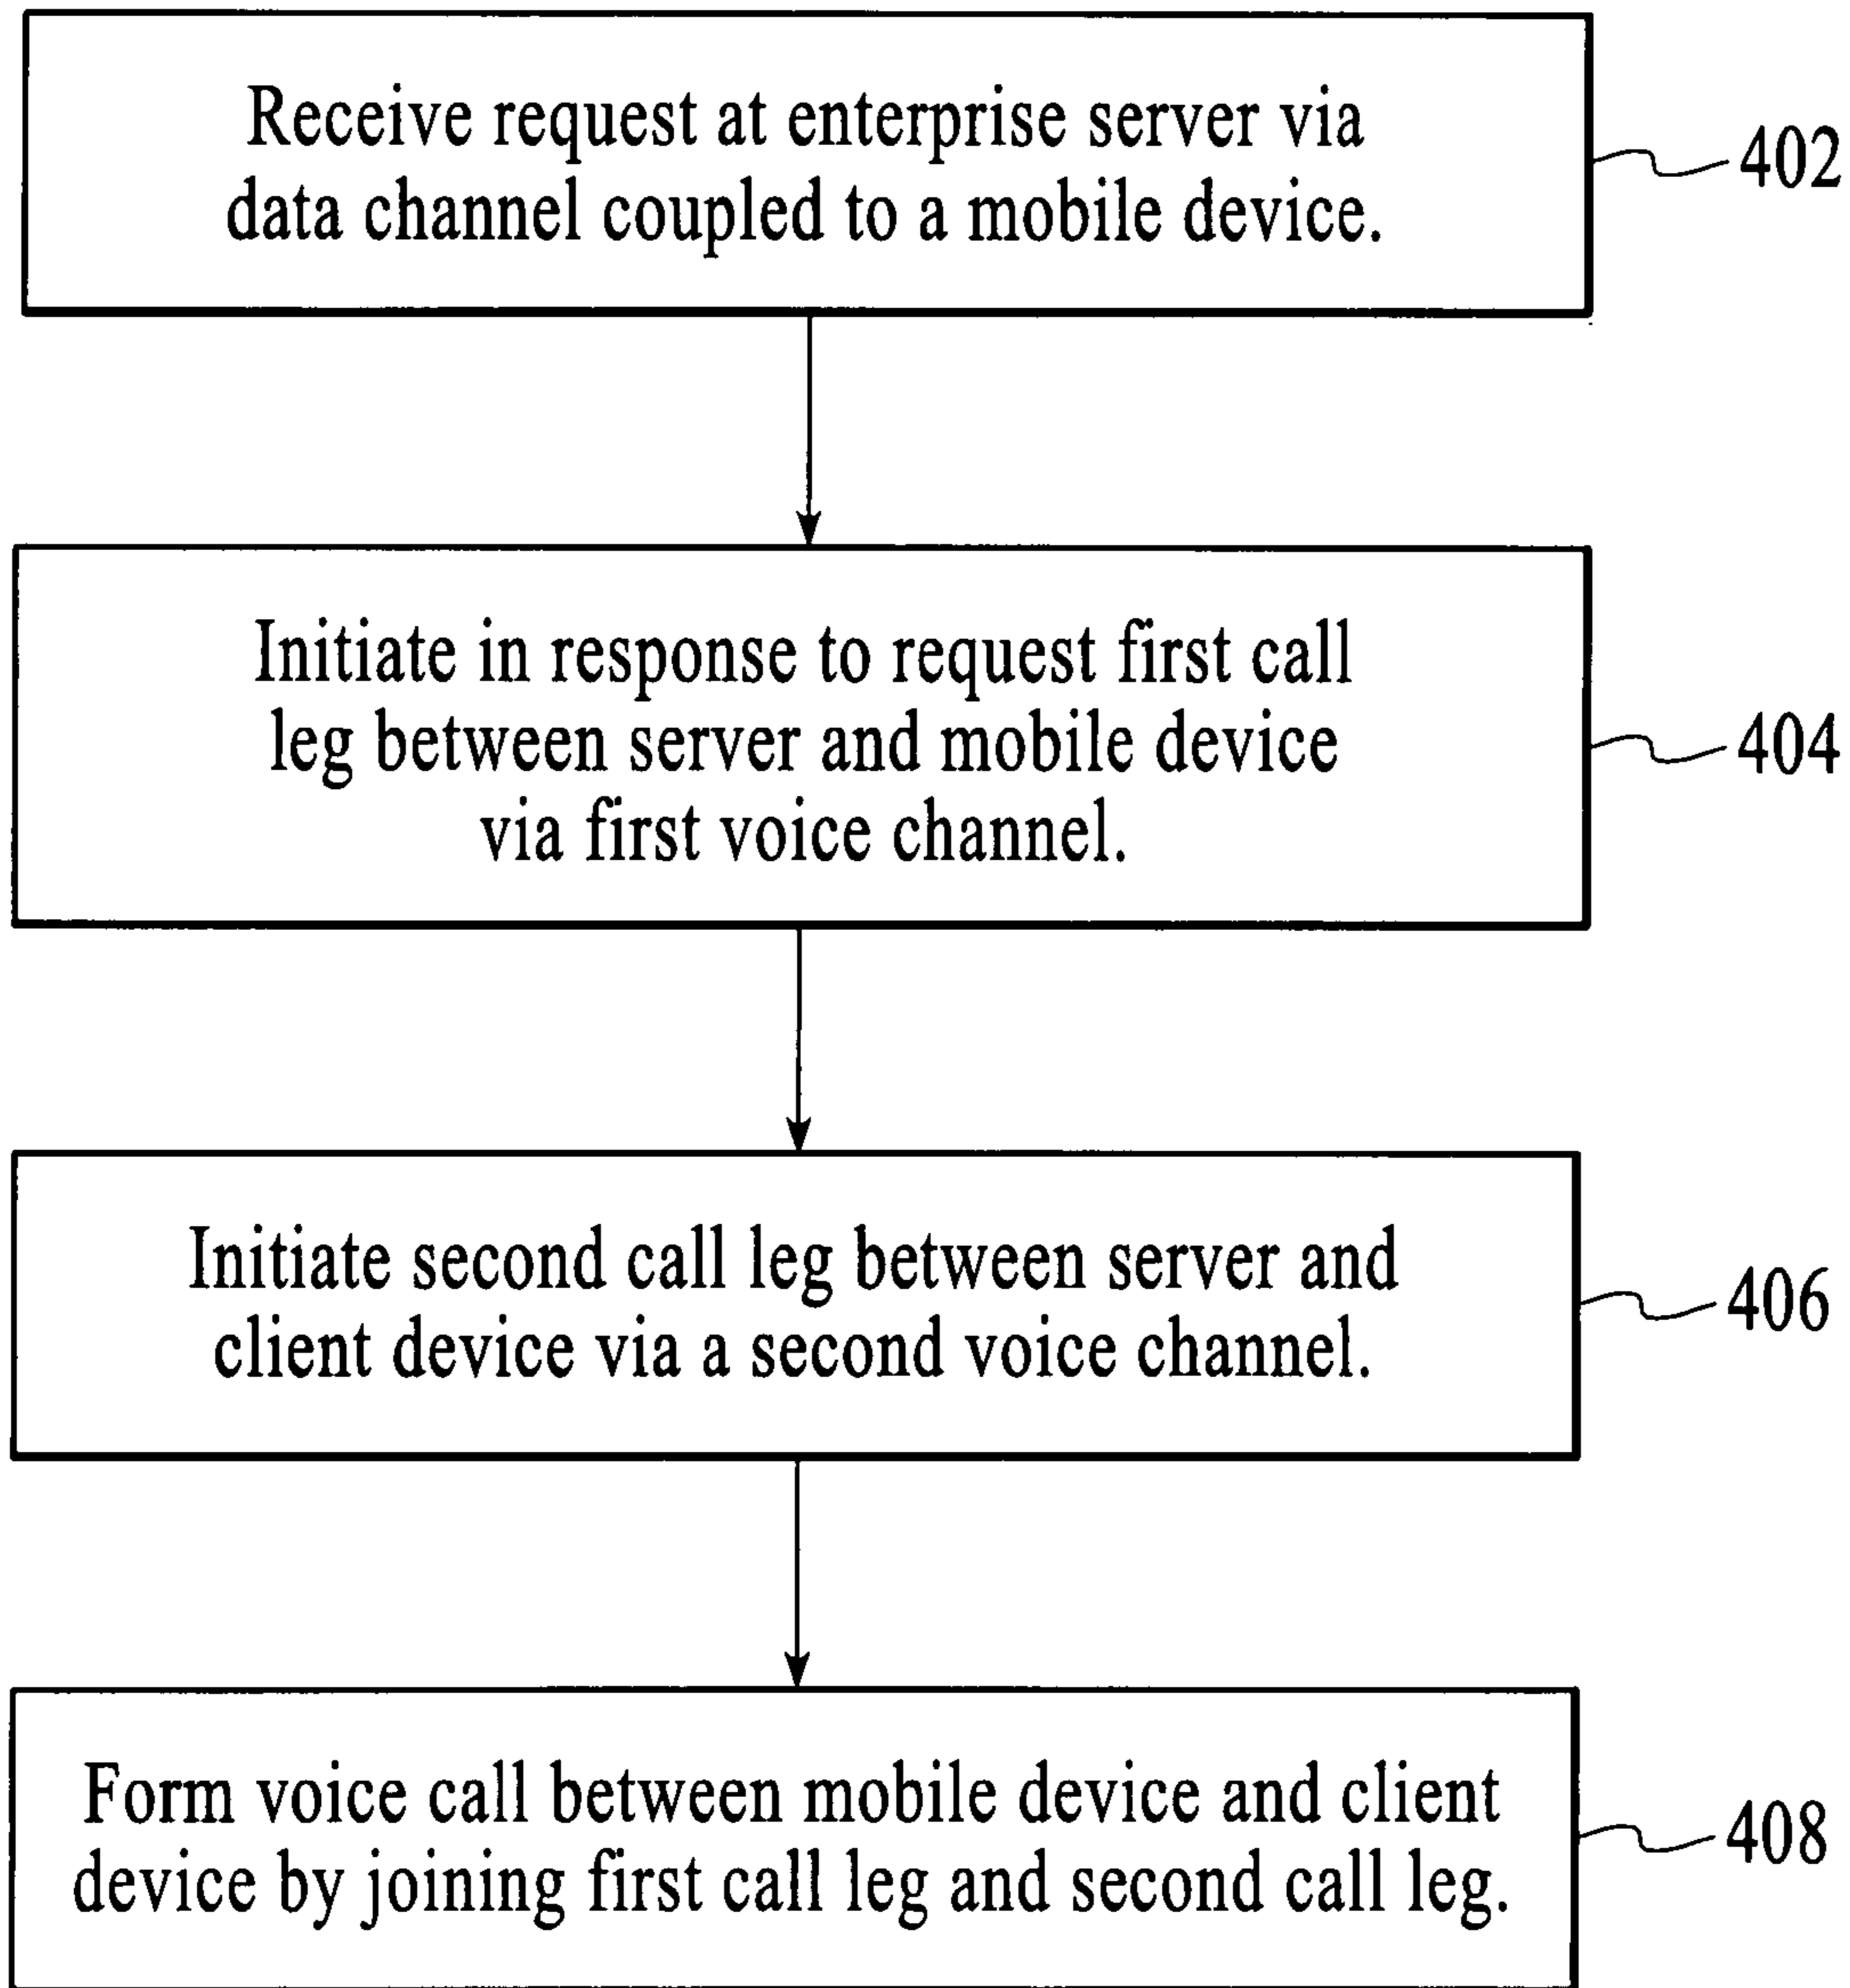 Receive request at enterprise server via
data channel coupled to a mobile device.
402
Initiate in response to request first call
leg between server and mobile device
via first voice channel.
404
Initiate second call leg between server and
client device via a second voice channel.
406
Form voice call between mobile device and client
device by joining first call leg and second call leg.
408